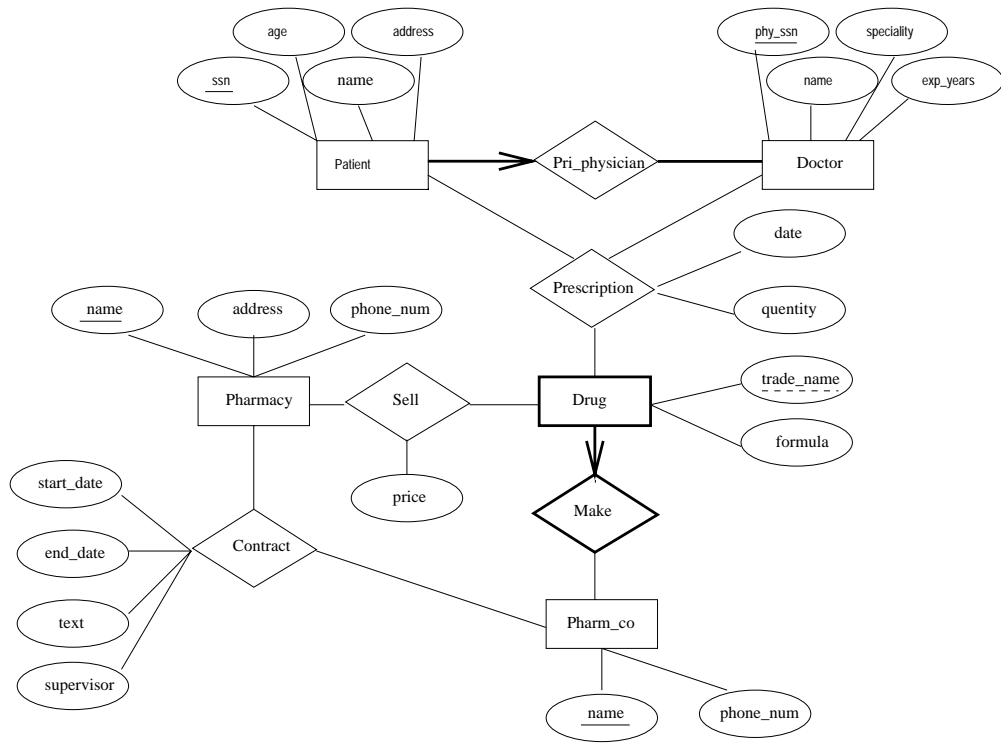 age
address
phy_ssn
speciality
ssn
name
name
exp_years
Patient
Pri_physician
Doctor
date
Prescription
quentity
name
address
phone_num
trade_name
Pharmacy
Sell
Drug
formula
start_date
price
Make
Contract
end_date
text
Pharm_co
supervisor
name
phone_num